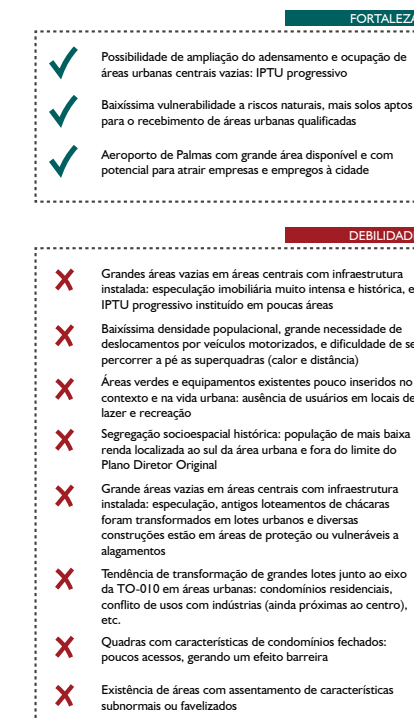 FORTALEZA
Possibilidade de ampliação do adensamento e ocupação de
áreas urbanas centrais vazias: IPTU progressivo
Baixíssima vulnerabilidade a riscos naturais, mais solos aptos
para o recebimento de áreas urbanas qualificadas
Aeroporto de Palmas com grande área disponível e com
potencial para atrair empresas e empregos à cidade
DEBILIDADE
Grandes áreas vazias em áreas centrais com infraestrutura
instalada: especulação imobiliária muito intensa e histórica, e
IPTU progressivo instituído em poucas áreas
Baixíssima densidade populacional, grande necessidade de
deslocamentos por veículos motorizados, e dificuldade de se
percorrer a pé as superquadras (calor e distância)
Áreas verdes e equipamentos existentes pouco inseridos no
contexto e na vida urbana: ausência de usuários em locais de
lazer e recreação
Segregação socioespacial histórica: população de mais baixa
renda localizada ao sul da área urbana e fora do limite do
Plano Diretor Original
Grande áreas vazias em áreas centrais com infraestrutura
instalada: especulação, antigos loteamentos de chácaras
foram transformados em lotes urbanos e diversas
construções estão em áreas de proteção ou vulneráveis a
alagamentos
Tendência de transformação de grandes lotes junto ao eixo
da TO-010 em áreas urbanas: condomínios residenciais,
conflito de usos com indústrias (ainda próximas ao centro),
etc.
Quadras com características de condomínios fechados:
poucos acessos, gerando um efeito barreira
Existência de áreas com assentamento de características
subnormais ou favelizados